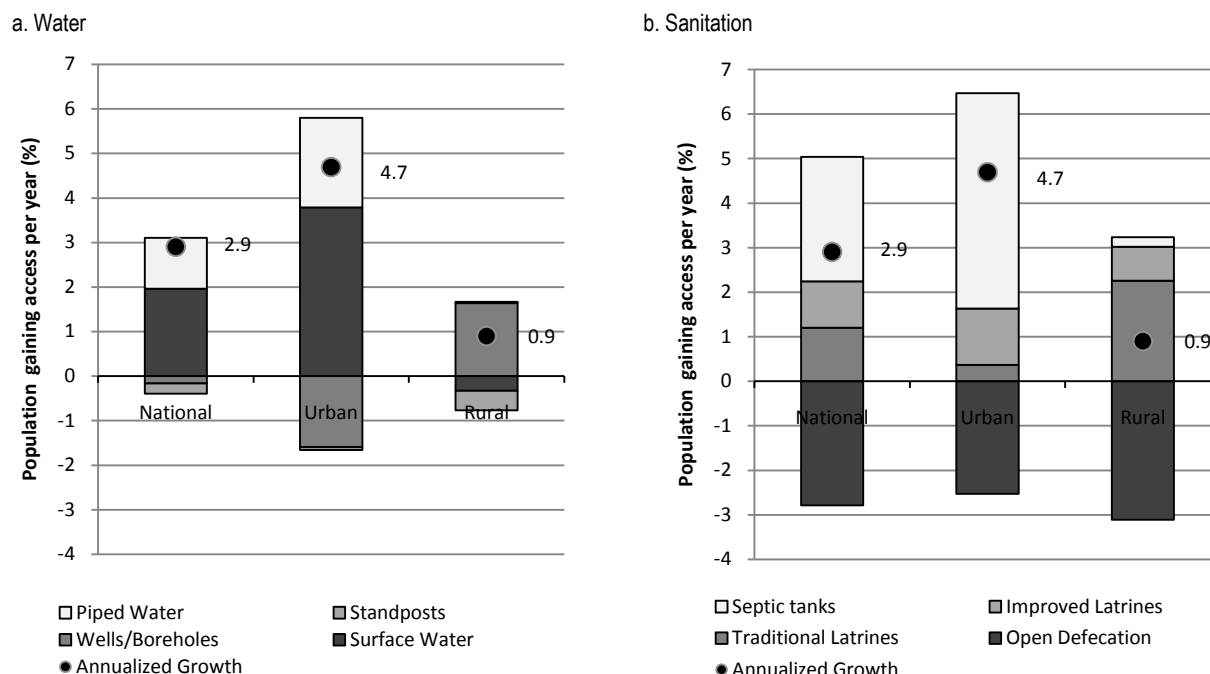 a. Water
Population gaining access per year (%)
7
6
5
4
3
2
1
0
-1
-2
-3
-4
2.9
4.7
0.9
National Urban Rural
Piped Water Standposts
Wells/Boreholes Surface Water
Annualized Growth
b. Sanitation
Population gaining access per year (%)
7
6
5
4
3
2
1
0
-1
-2
-3
-4
2.9
4.7
0.9
National Urban Rural
Septic tanks Improved Latrines
Traditional Latrines Open Defecation
Annualized Growth